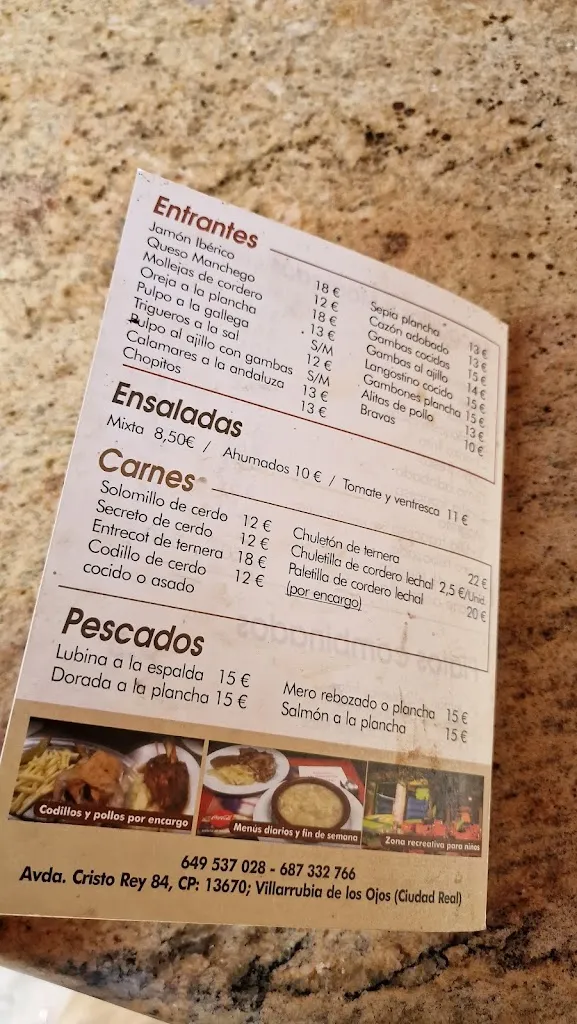 Entrantes
Jamón Ibérico 18 €
Queso Manchego 12 €
Mollejas de cordero 18 €
Oreja a la plancha 13 €
Pulpo a la gallega S/M
Trigueros a la sal 12 €
Pulpo al ajillo con gambas S/M
Calamares a la andaluza 13 €
Chopitos 13 €
Sepia plancha 13 €
Cazón adobado 13 €
Gambas cocidas 15 €
Gambas al ajillo 14 €
Langostino cocido 15 €
Gambones plancha 15 €
Alitas de pollo 13 €
Bravas 10 €
Ensaladas
Mixta 8,50€ / Ahumados 10 € / Tomate y ventresca 11 €
Carnes
Solomillo de cerdo 12 €
Secreto de cerdo 12 €
Entrecot de ternera 18 €
Codillo de cerdo 12 €
cocido o asado
Chuletón de ternera 22 €
Chuletilla de cordero lechal 2,5 €/Unid.
Paletilla de cordero lechal 20 €
(por encargo)
Pescados
Lubina a la espalda 15 €
Dorada a la plancha 15 €
Mero rebozado o plancha 15 €
Salmón a la plancha 15 €
Codillos y pollos por encargo
Menús diarios y fin de semana
Zona recreativa para niños
649 537 028 - 687 332 766
Avda. Cristo Rey 84, CP: 13670; Villarrubia de los Ojos (Ciudad Real)